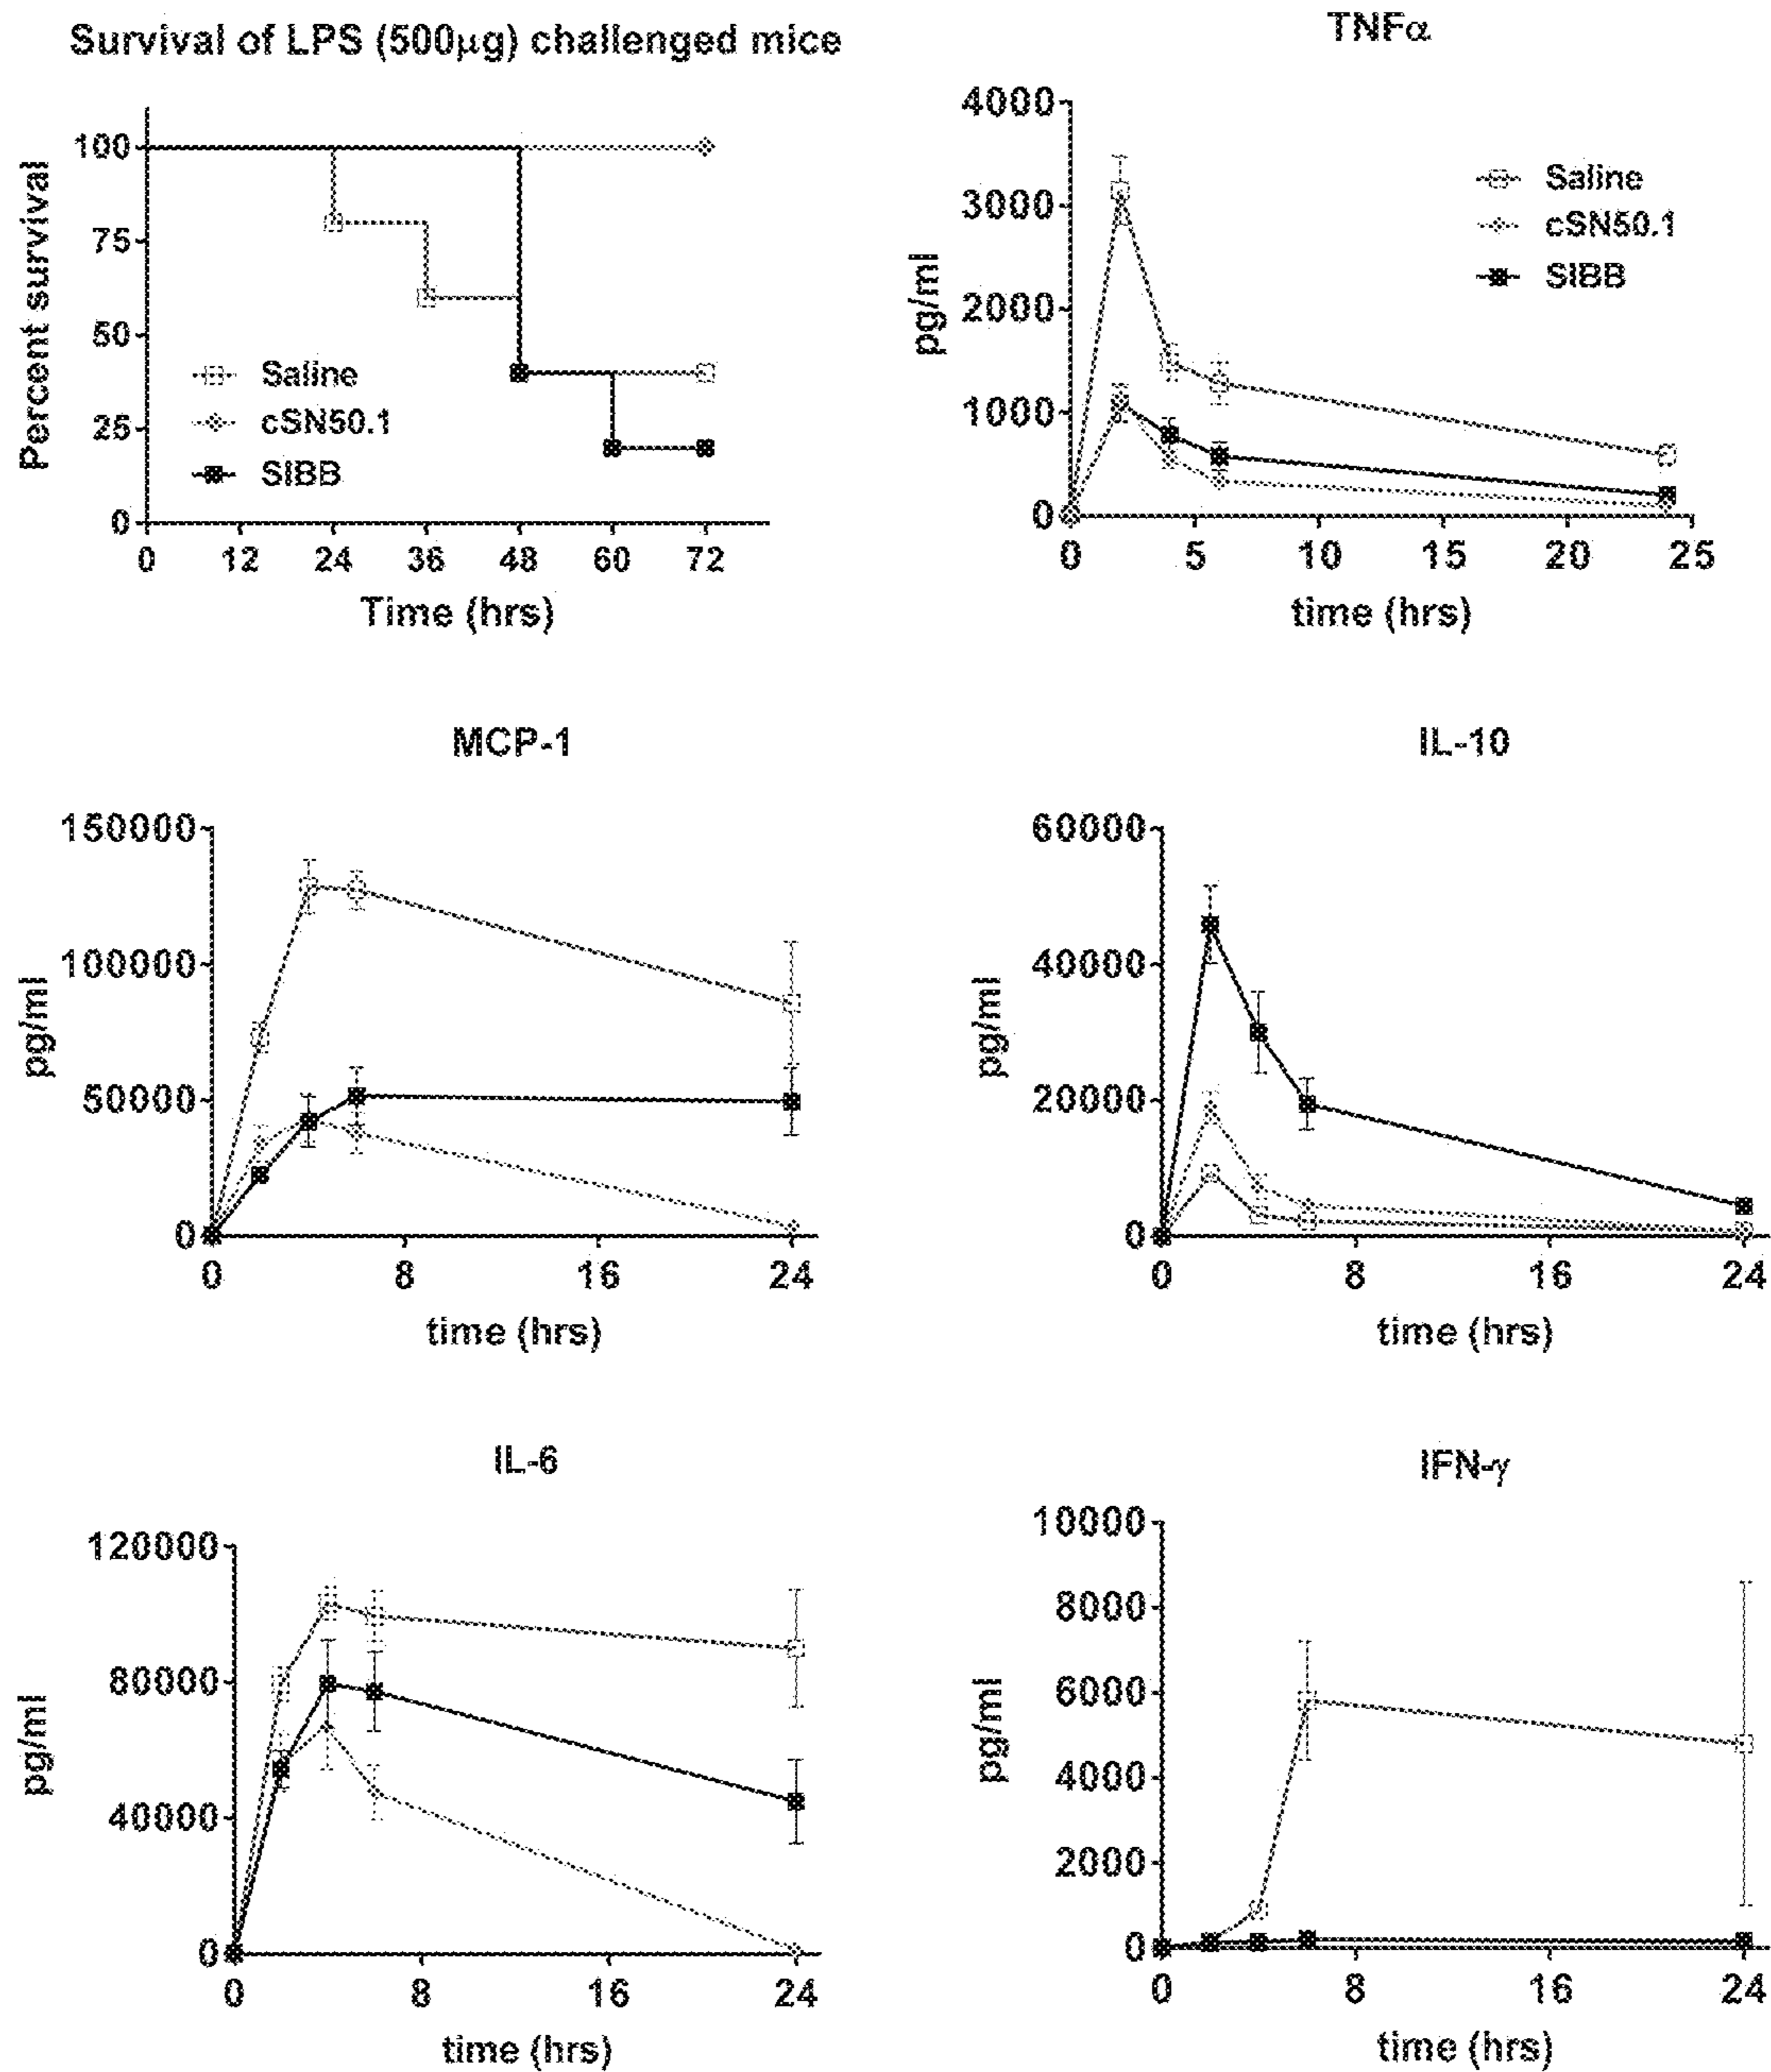 Survival of LPS (500μg) challenged mice
Percent survival
100
75
50
25
0
Saline
cSN50.1
SIBB
0 12 24 36 48 60 72
Time (hrs)
TNFα
pg/ml
4000
3000
2000
1000
0
Saline
cSN50.1
SIBB
0 5 10 15 20 25
time (hrs)
MCP-1
pg/ml
150000
100000
50000
0
0 8 16 24
time (hrs)
IL-10
pg/ml
60000
40000
20000
0
0 8 16 24
time (hrs)
IL-6
pg/ml
120000
80000
40000
0
0 8 16 24
time (hrs)
IFN-γ
pg/ml
10000
8000
6000
4000
2000
0
0 8 16 24
time (hrs)